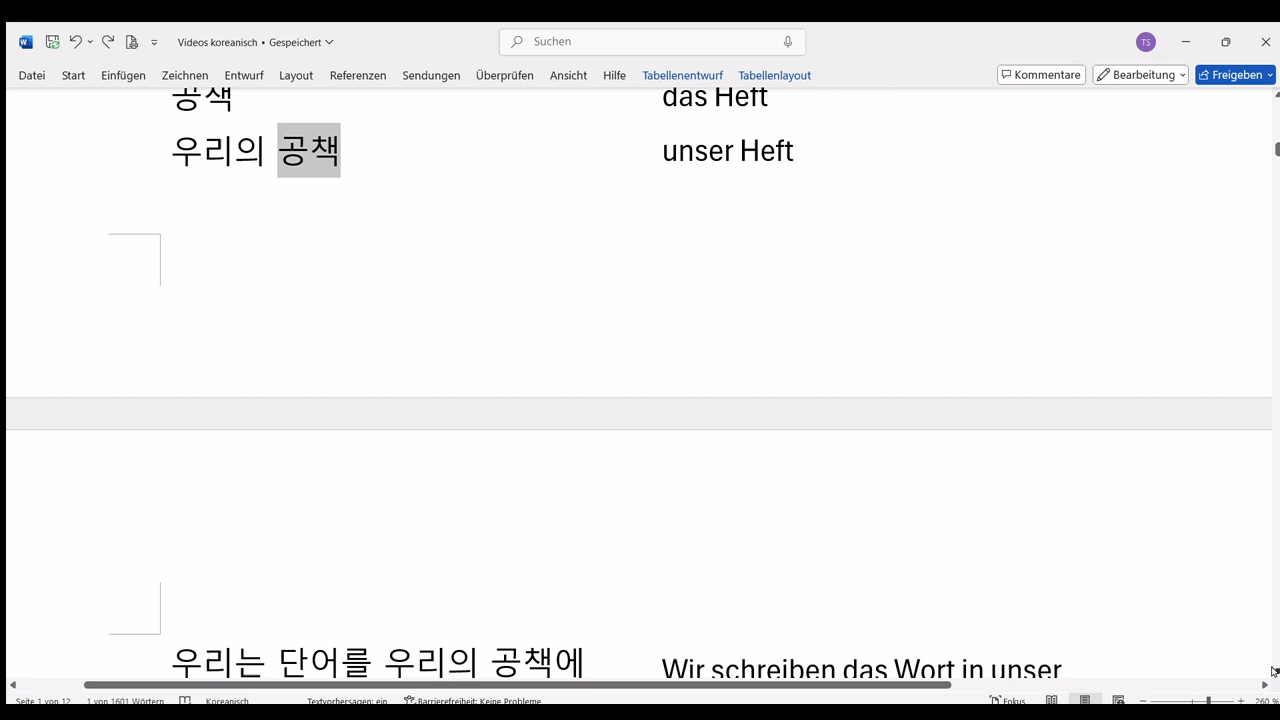 Videos koreanisch • Gespeichert
Suchen
TS
Datei Start Einfügen Zeichnen Entwurf Layout Referenzen Sendungen Überprüfen Ansicht Hilfe Tabellenentwurf Tabellenlayout Kommentare Bearbeitung Freigeben
공책 das Heft
우리의 공책 unser Heft
우리는 단어를 우리의 공책에 Wir schreiben das Wort in unser
Seite 1 von 12 1 von 1601 Wörtern Koreanisch Textvorhersagen: ein Barrierefreiheit: Keine Probleme Fokus 260 %